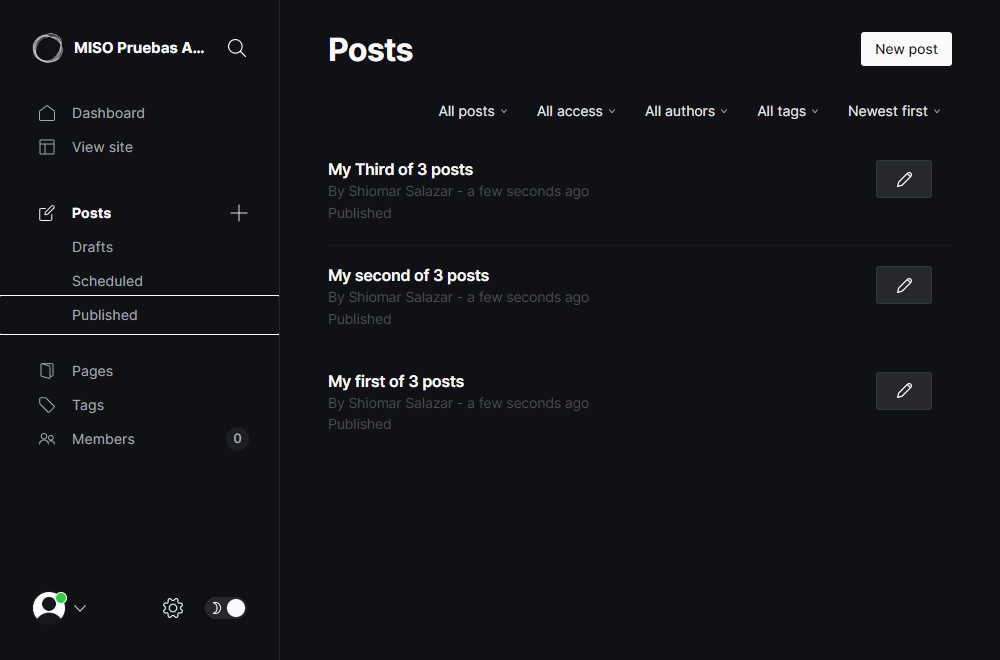 MISO Pruebas A...
Dashboard
View site
Posts
Drafts
Scheduled
Published
Pages
Tags
Members 0
Posts
New post
All posts All access All authors All tags Newest first
My Third of 3 posts
By Shiomar Salazar - a few seconds ago
Published
My second of 3 posts
By Shiomar Salazar - a few seconds ago
Published
My first of 3 posts
By Shiomar Salazar - a few seconds ago
Published